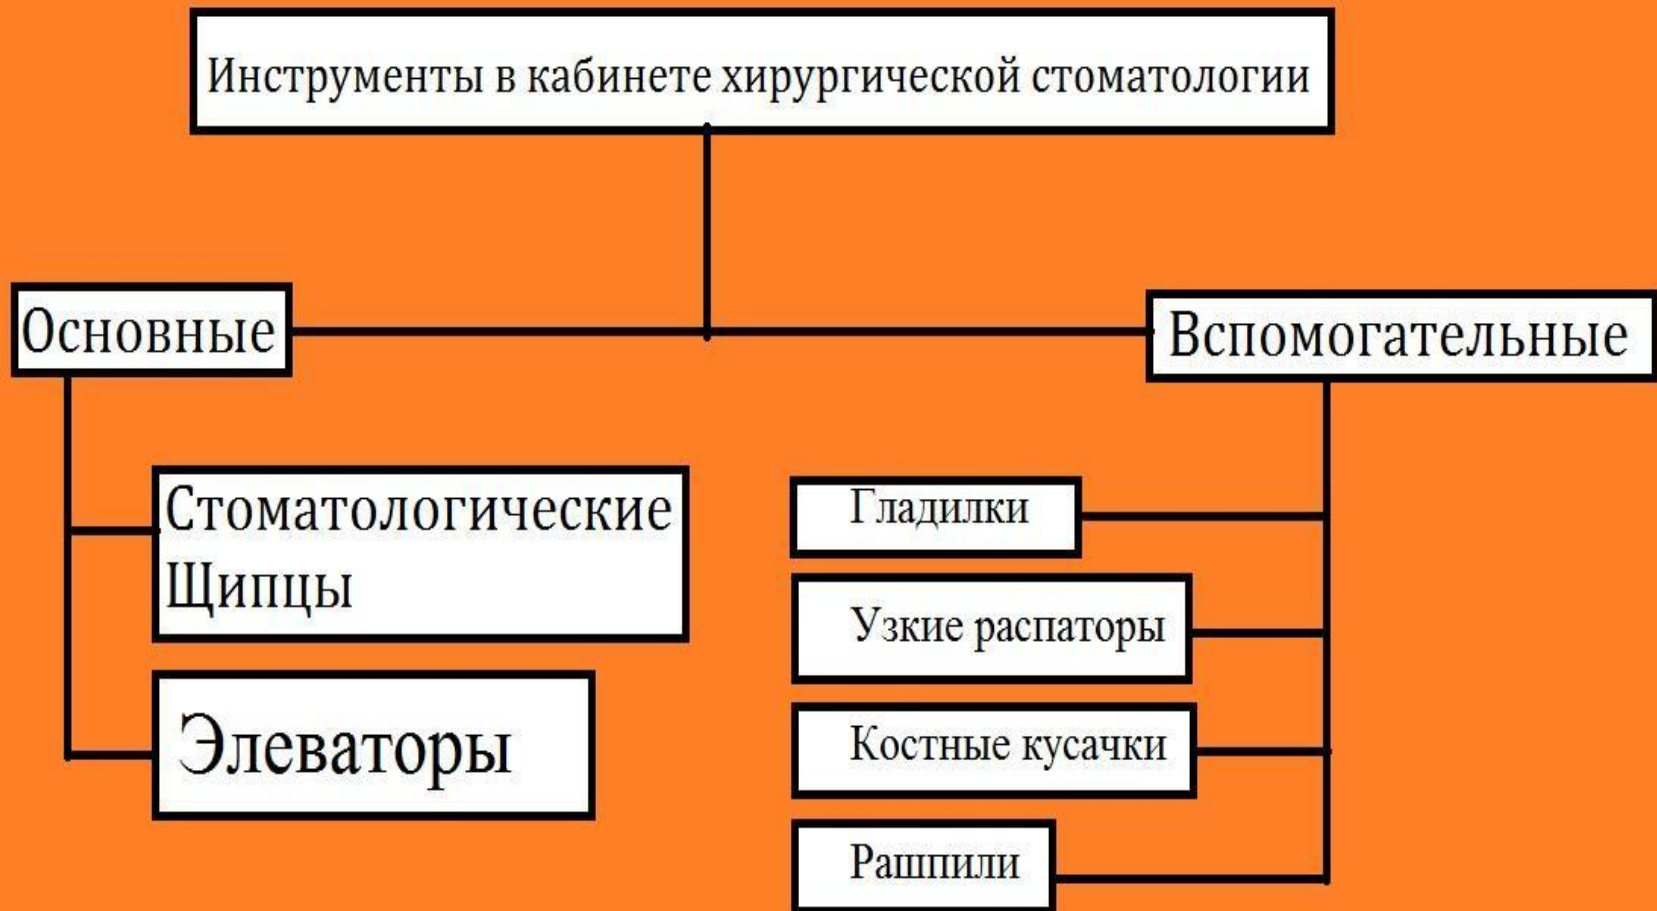 Инструменты в кабинете хирургической стоматологии
Основные
Вспомогательные
Стоматологические
Щипцы
Элеваторы
Гладилки
Узкие распаторы
Костные кусачки
Рашпили